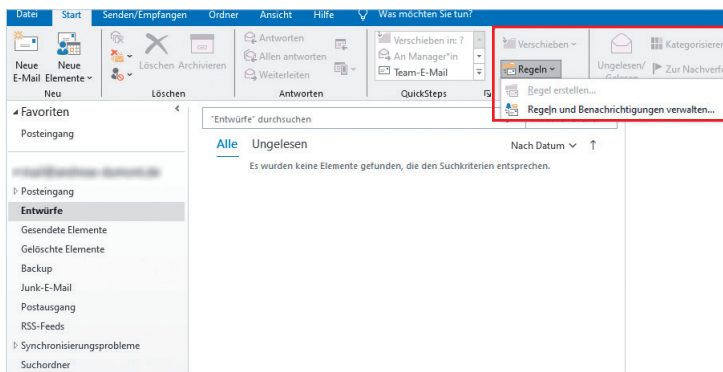 Datei Start Senden/Empfangen Ordner Ansicht Hilfe Was möchten Sie tun?
Neue E-Mail
Neue Elemente
Neu
Löschen Archivieren
Löschen
Antworten
Allen antworten
Weiterleiten
Antworten
Verschieben in: ?
An Manager*in
Team-E-Mail
QuickSteps
Verschieben
Regeln
Ungelesen/
Kategorisieren
Zur Nachverf
Regel erstellen...
Regeln und Benachrichtigungen verwalten...
Favoriten
Posteingang
Posteingang
Entwürfe
Gesendete Elemente
Gelöschte Elemente
Backup
Junk-E-Mail
Postausgang
RSS-Feeds
Synchronisierungsprobleme
Suchordner
"Entwürfe" durchsuchen
Alle Ungelesen Nach Datum
Es wurden keine Elemente gefunden, die den Suchkriterien entsprechen.